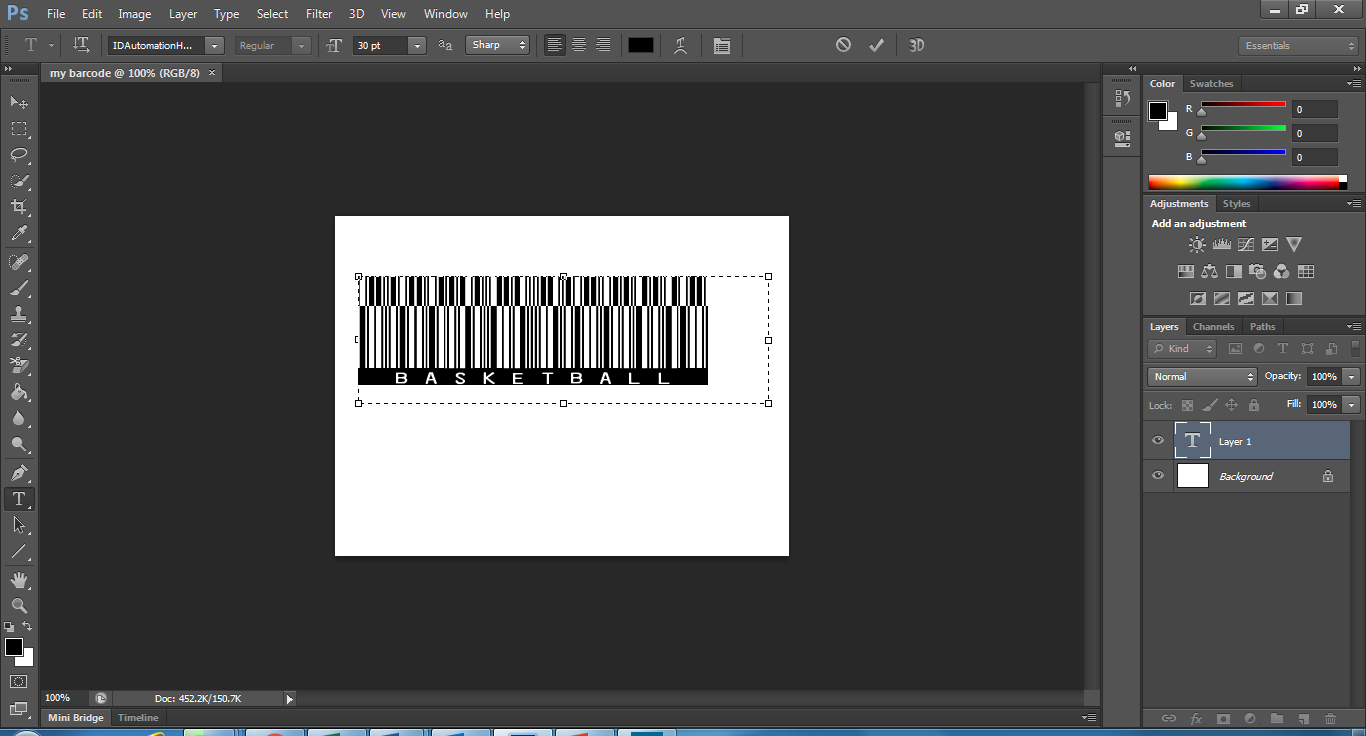 Ps File Edit Image Layer Type Select Filter 3D View Window Help
T IDAutomationH... Regular 30 pt Sharp 3D Essentials
my barcode @ 100% (RGB/8) ×
Color Swatches
R 0
G 0
B 0
Adjustments Styles
Add an adjustment
BASKETBALL
Layers Channels Paths
Kind
Normal Opacity: 100%
Lock: Fill: 100%
T Layer 1
Background
100% Doc: 452.2K/150.7K
Mini Bridge Timeline
fx